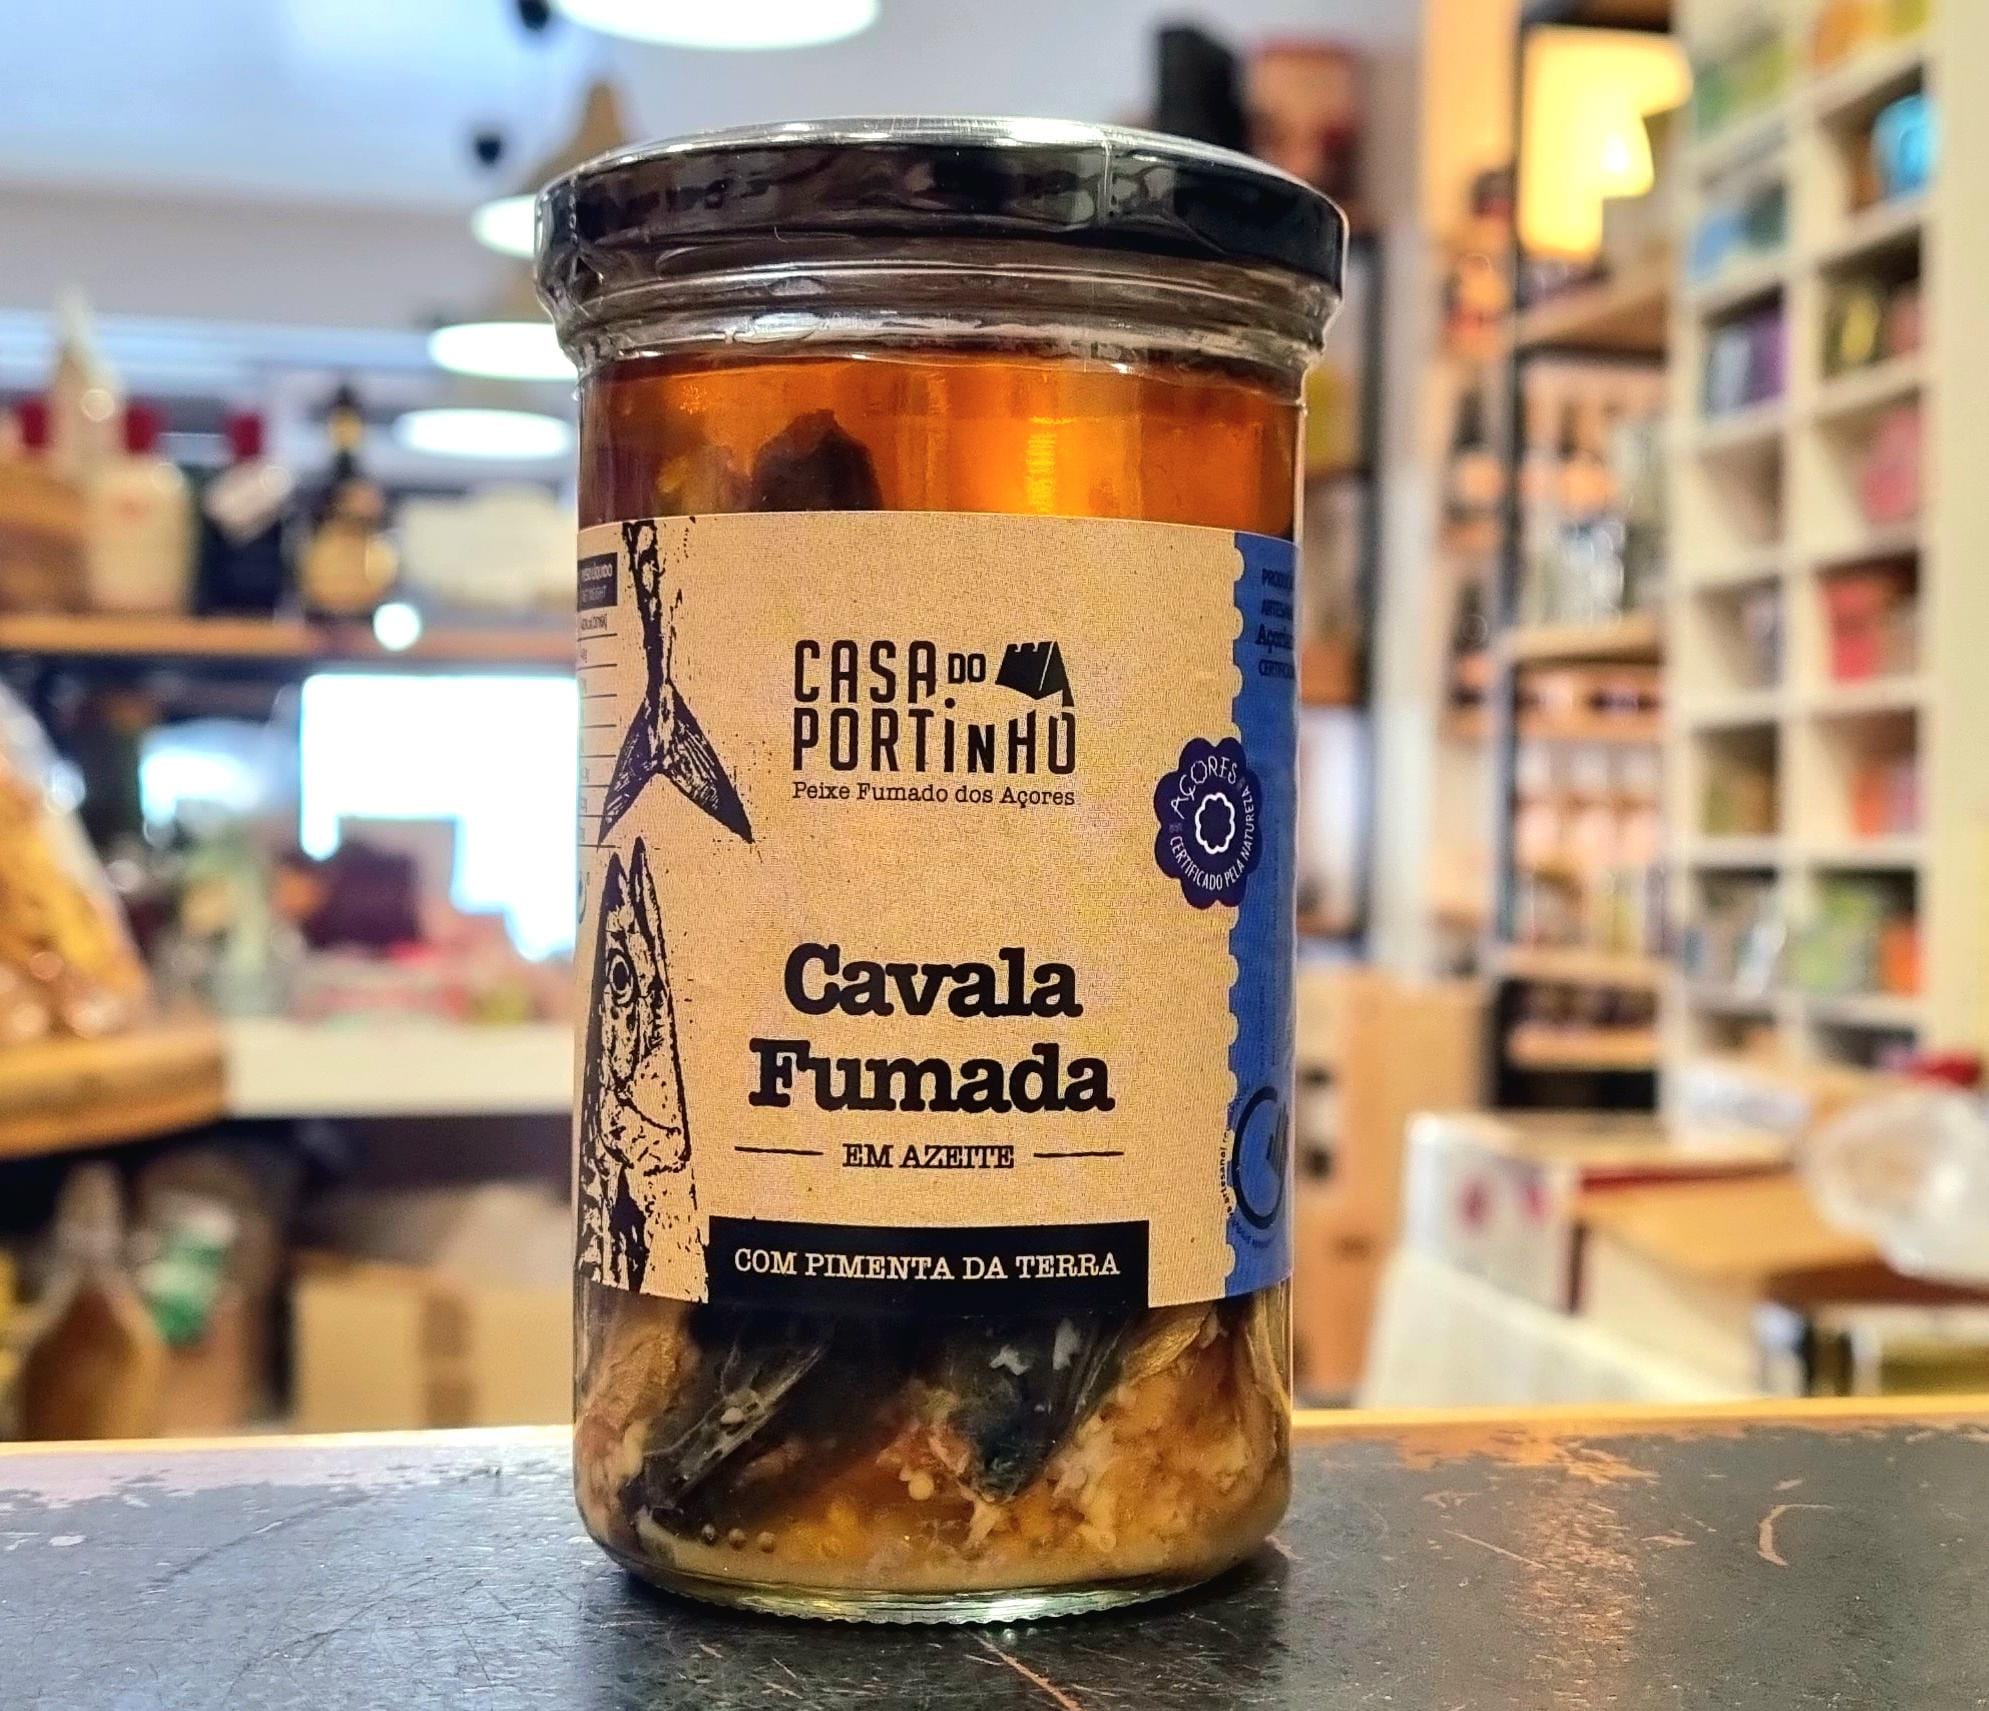 CASA DO
PORTINHO
Peixe Fumado dos Açores
AÇORES
CERTIFICADO PELA NATUREZA
Cavala
Fumada
EM AZEITE
COM PIMENTA DA TERRA